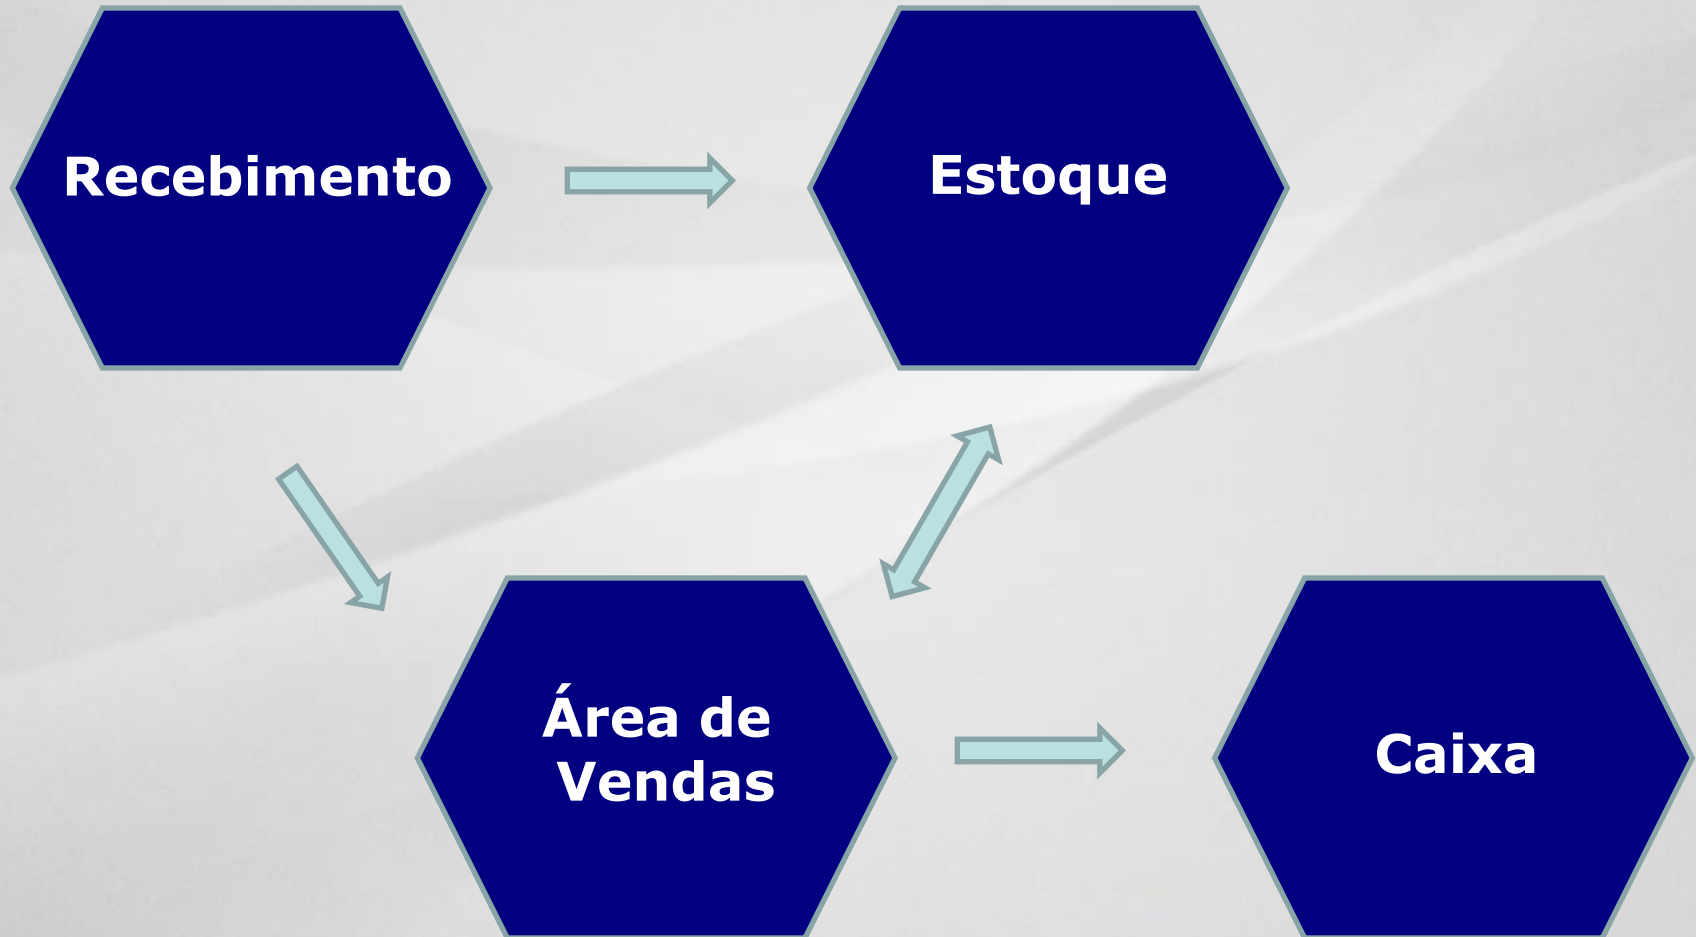 Recebimento
Estoque
Área de
Vendas
Caixa